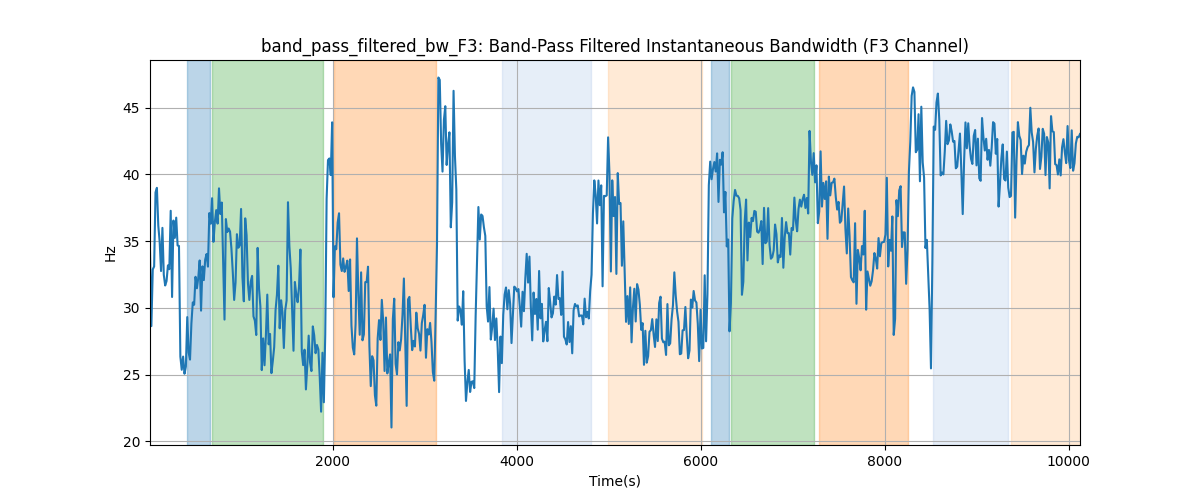 band_pass_filtered_bw_F3: Band-Pass Filtered Instantaneous Bandwidth (F3 Channel)
45
40
35
30
25
20
Hz
2000 4000 6000 8000 10000
Time(s)